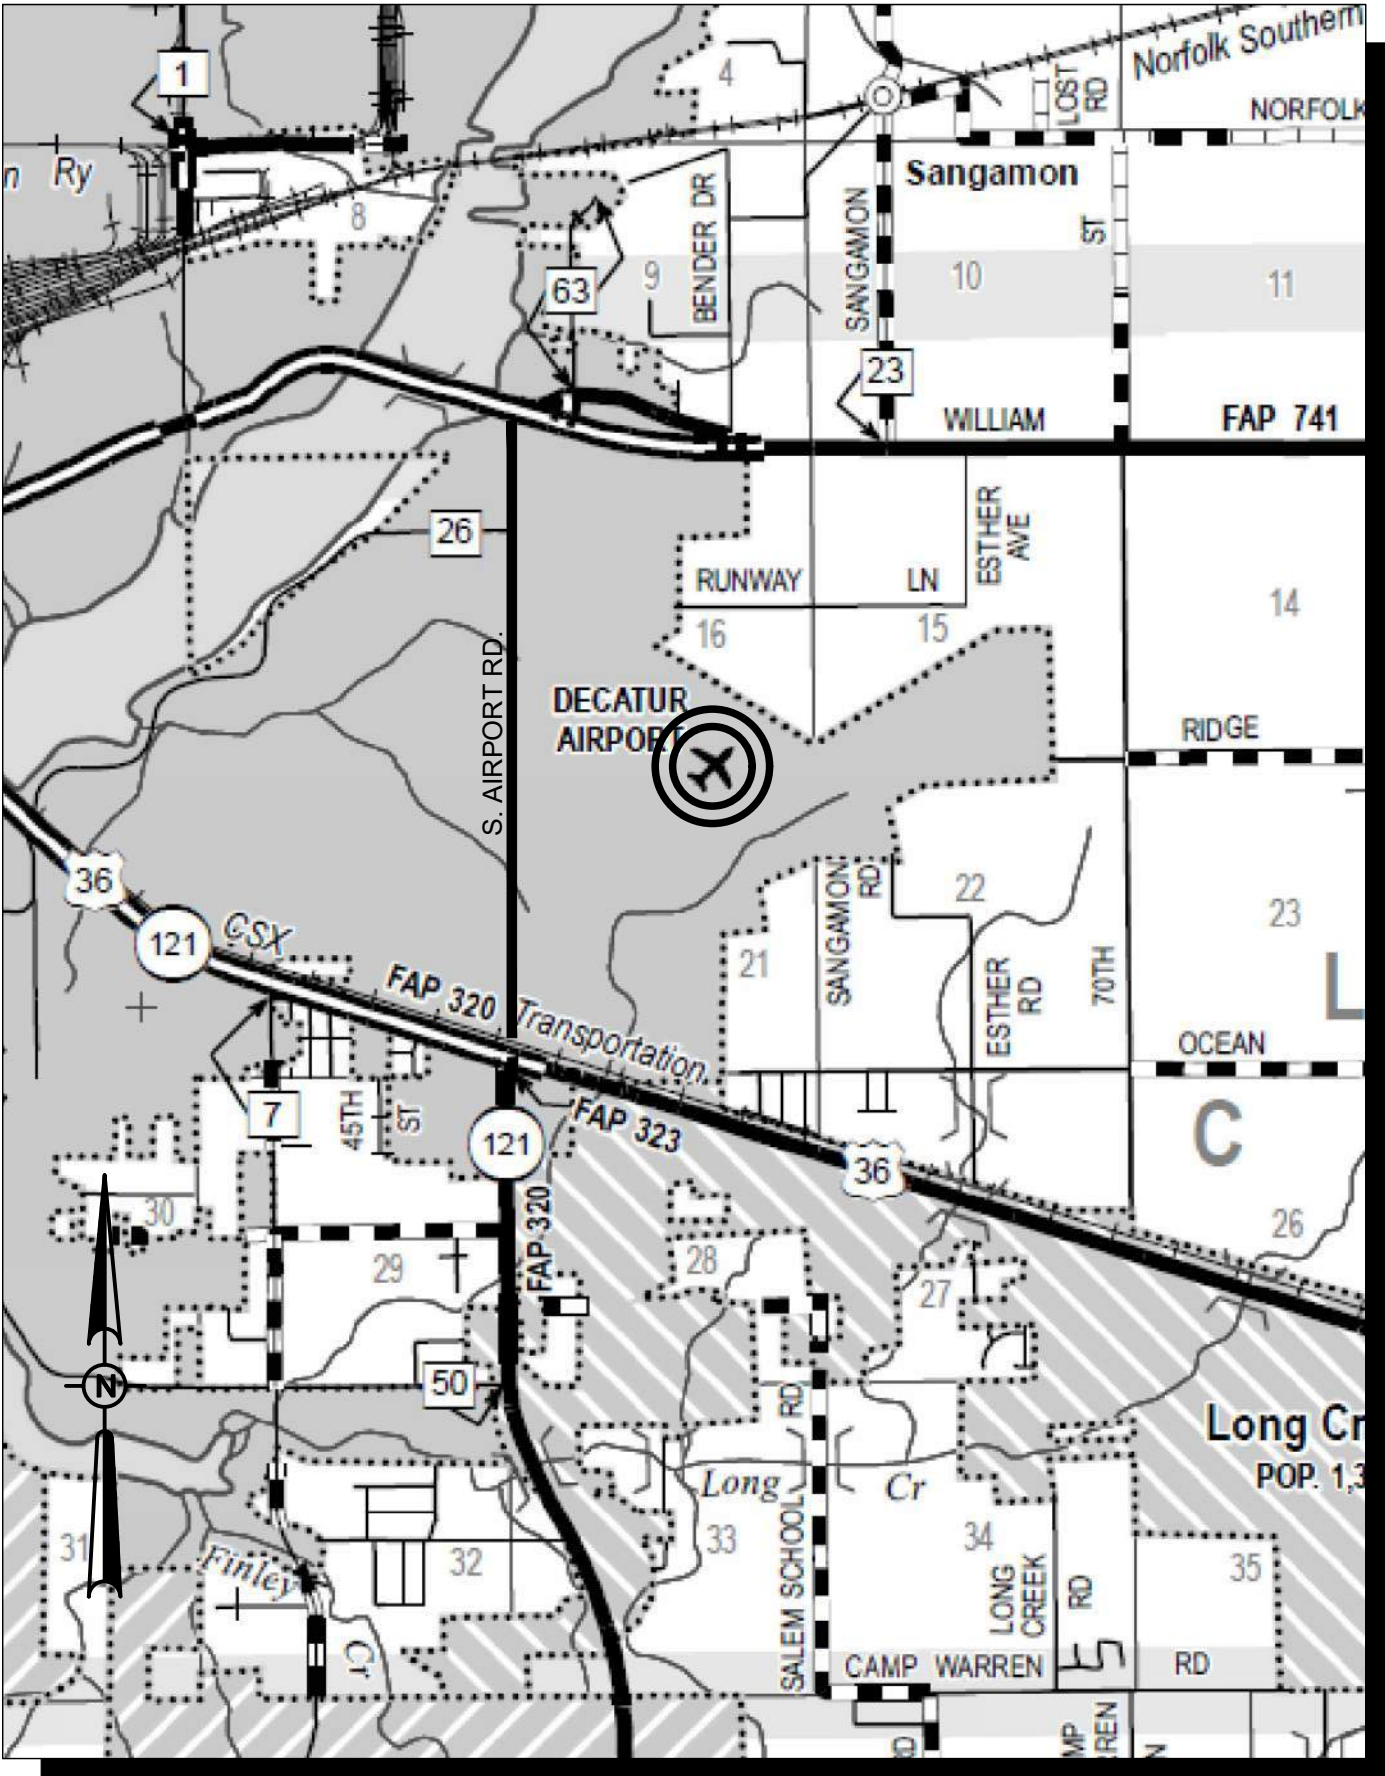 1
4
Norfolk Southern
LOST
RD
NORFOLK
n Ry
8
Sangamon
BENDER DR
SANGAMON
ST
63
9
10
11
23
WILLIAM
FAP 741
26
ESTHER
AVE
RUNWAY LN
14
16
15
S. AIRPORT RD.
DECATUR
AIRPORT
RIDGE
36
121
CSX
FAP 320
Transportation
SANGAMON
RD
22
23
21
ESTHER
RD
70TH
L
OCEAN
7
45TH
ST
FAP 323
121
36
C
30
FAP 320
26
29
28
27
N
50
RD
Long Cr
POP. 1,3
Long Cr
31
Finley
Cr
32
33
SALEM SCHOOL
34
LONG
CREEK
RD
35
CAMP WARREN RD
RD
MP
RREN
N